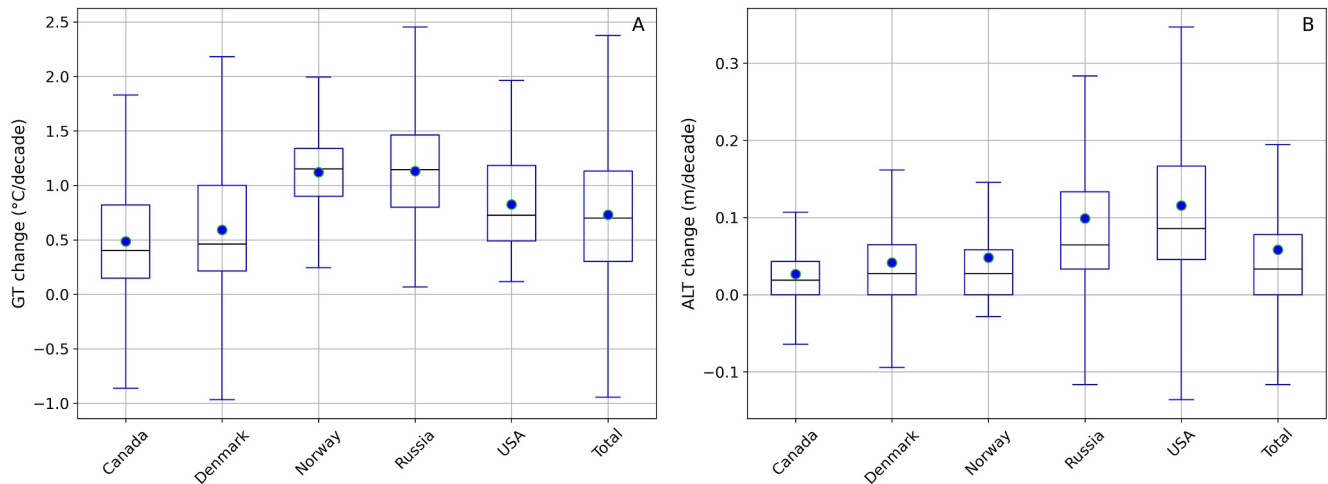 A
GT change (°C/decade)
2.5
2.0
1.5
1.0
0.5
0.0
−0.5
−1.0
Canada
Denmark
Norway
Russia
USA
Total
B
ALT change (m/decade)
0.3
0.2
0.1
0.0
−0.1
Canada
Denmark
Norway
Russia
USA
Total